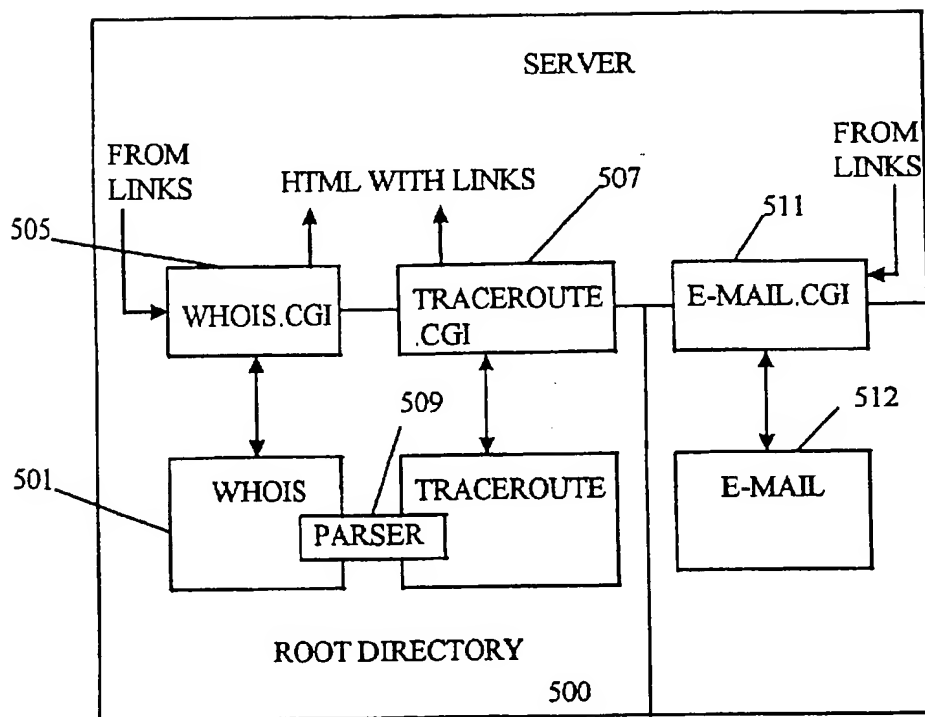 SERVER
FROM
LINKS
HTML WITH LINKS
507
FROM
LINKS
511
505
WHOIS.CGI
TRACEROUTE
.CGI
E-MAIL.CGI
509
512
501
WHOIS
TRACEROUTE
E-MAIL
PARSER
ROOT DIRECTORY
500